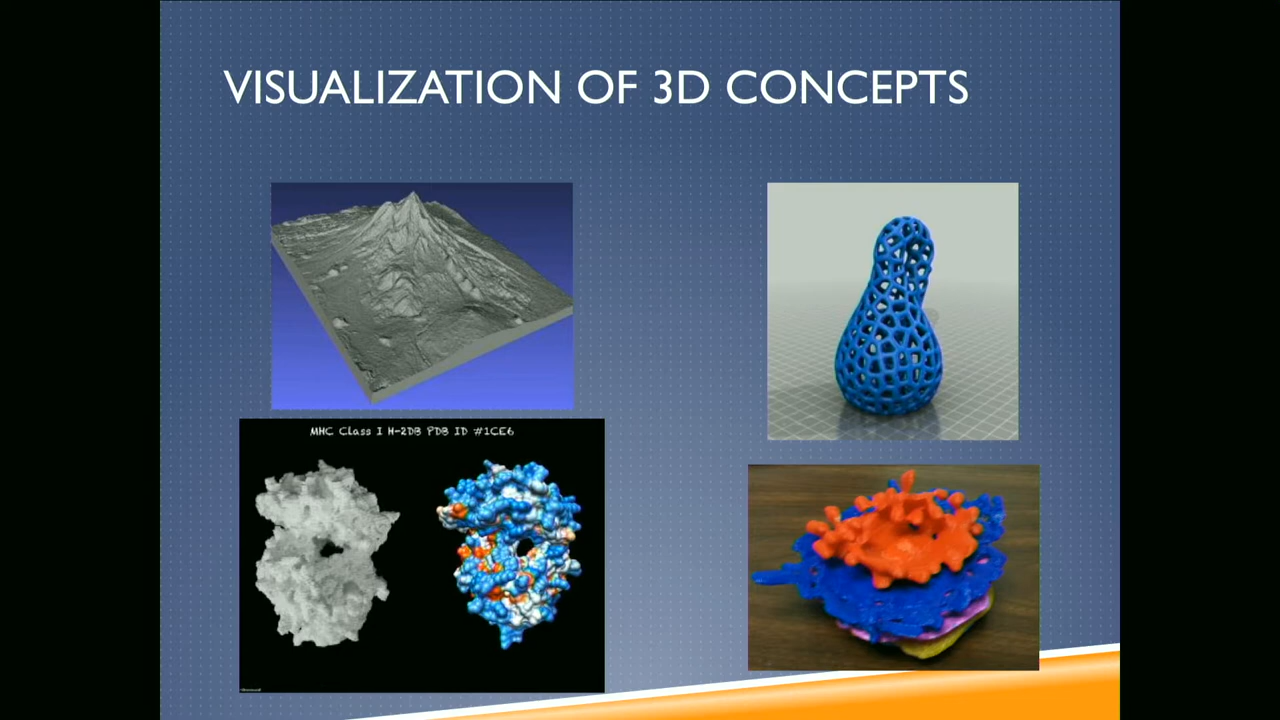 VISUALIZATION OF 3D CONCEPTS
MHC Class I H-2DB PDB ID #1CE6